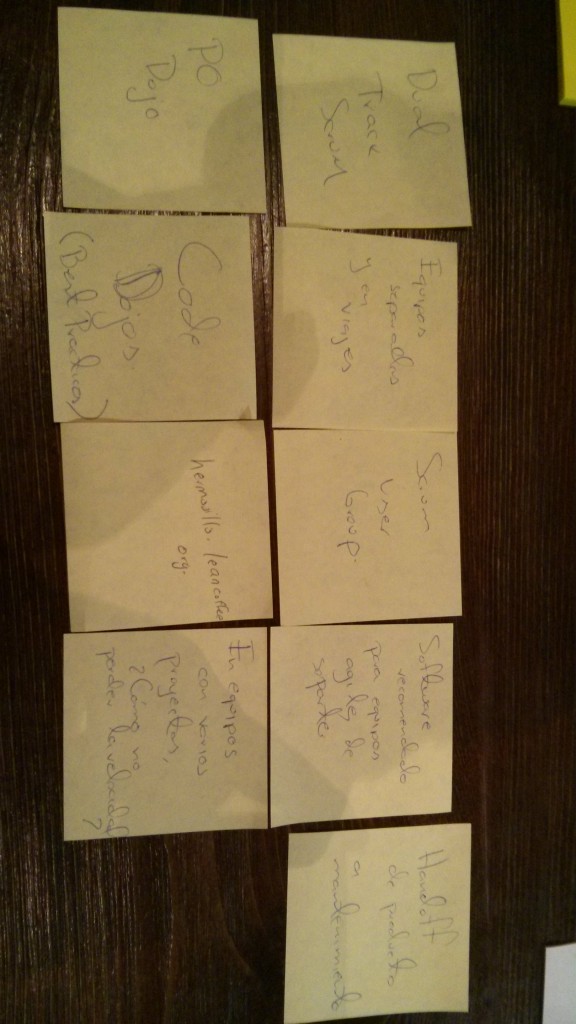 Dual
Track
Scrum
Equipos
separados
y en
viajes
Scrum
User
Group.
Software
recomendado
para equipos
agiles de
soporte
Handoff
de producto
a
mantenimiento
PO
Dojo
Code
Dojos.
(Best Practices)
hermosillo.leancoffee
org.
En equipos
con varios
proyectos,
¿Cómo no
perder la velocidad
?